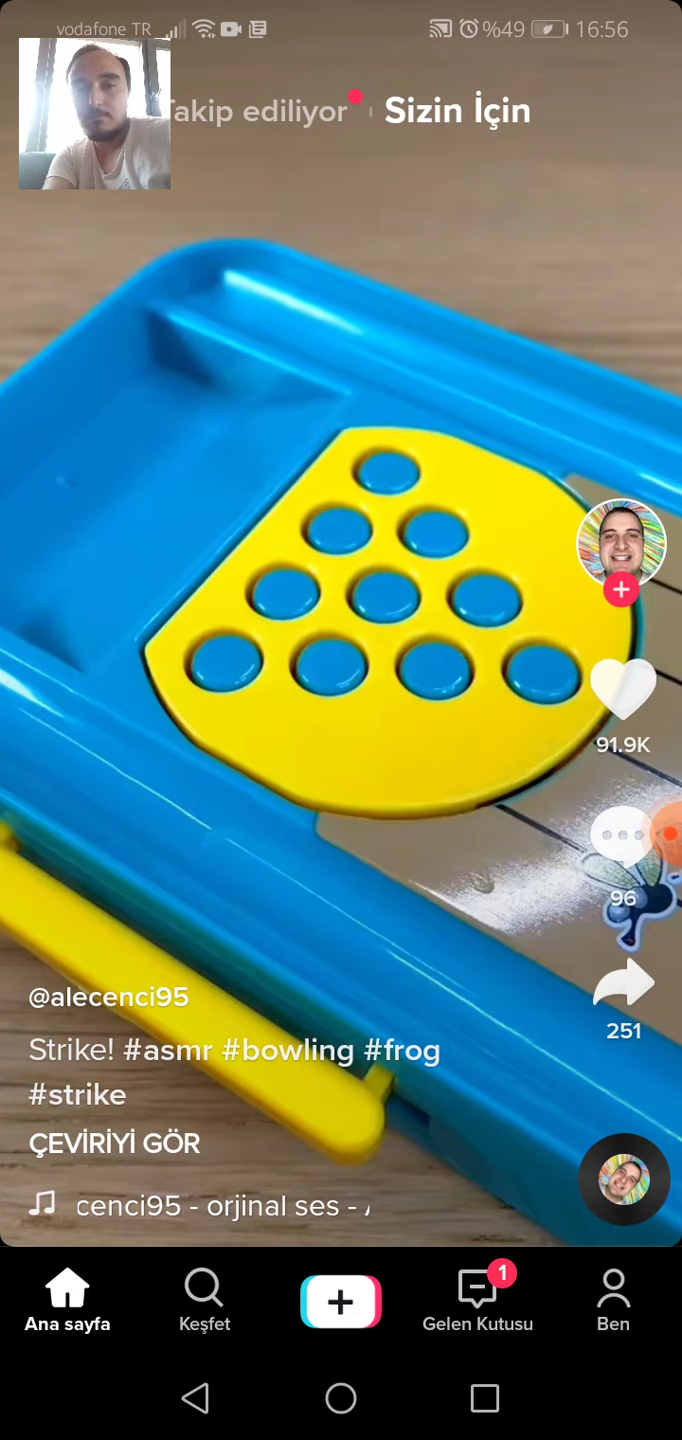 vodafone TR
%49
16:56
Takip ediliyor
Sizin İçin
91.9K
96
251
@alecenci95
Strike! #asmr #bowling #frog
#strike
ÇEVİRİYİ GÖR
cenci95 - orjinal ses -
Ana sayfa
Keşfet
1
Gelen Kutusu
Ben